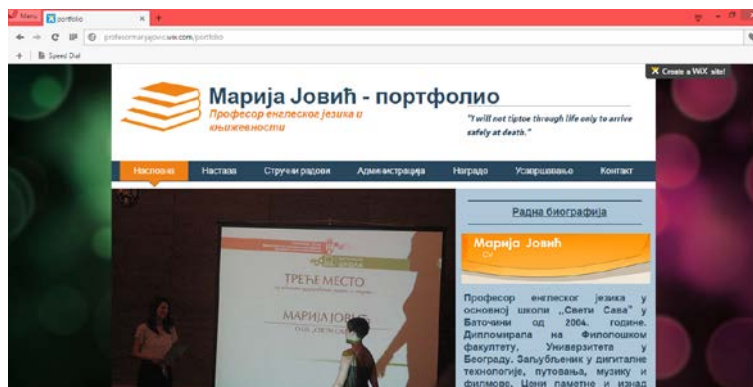 Menu
portfolio
profesormarijajovic.wix.com/portfolio
Speed Dial
Create a WiX site!
Марија Јовић - портфолио
Професор енглеског језика и
књижевности
"I will not tiptoe through life only to arrive
safely at death."
Насловна Настава Стручни радови Администрација Награде Усавршавање Контакт
Радна биографија
Марија Јовић
CV
ТРЕЋЕ МЕСТО
МАРИЈА ЈОВИЋ
Професор енглеског језика у
основној школи „Свети Сава" у
Баточини од 2004. године.
Дипломирала на Филолошком
факултету, Универзитета у
Београду. Заљубљеник у дигиталне
технологије, путовања, музику и
филмове. Цени паметне и изнад